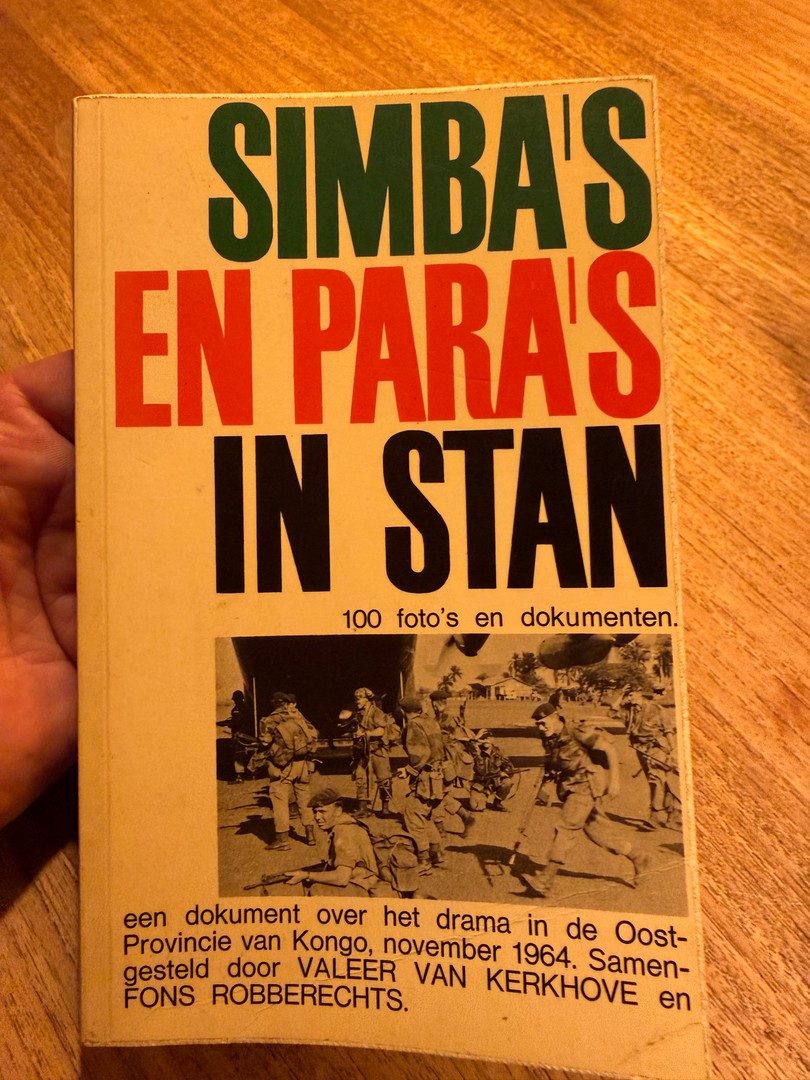 SIMBA'S
EN PARA'S
IN STAN
100 foto's en dokumenten.
een dokument over het drama in de Oost-
Provincie van Kongo, november 1964. Samen-
gesteld door VALEER VAN KERKHOVE en
FONS ROBBERECHTS.